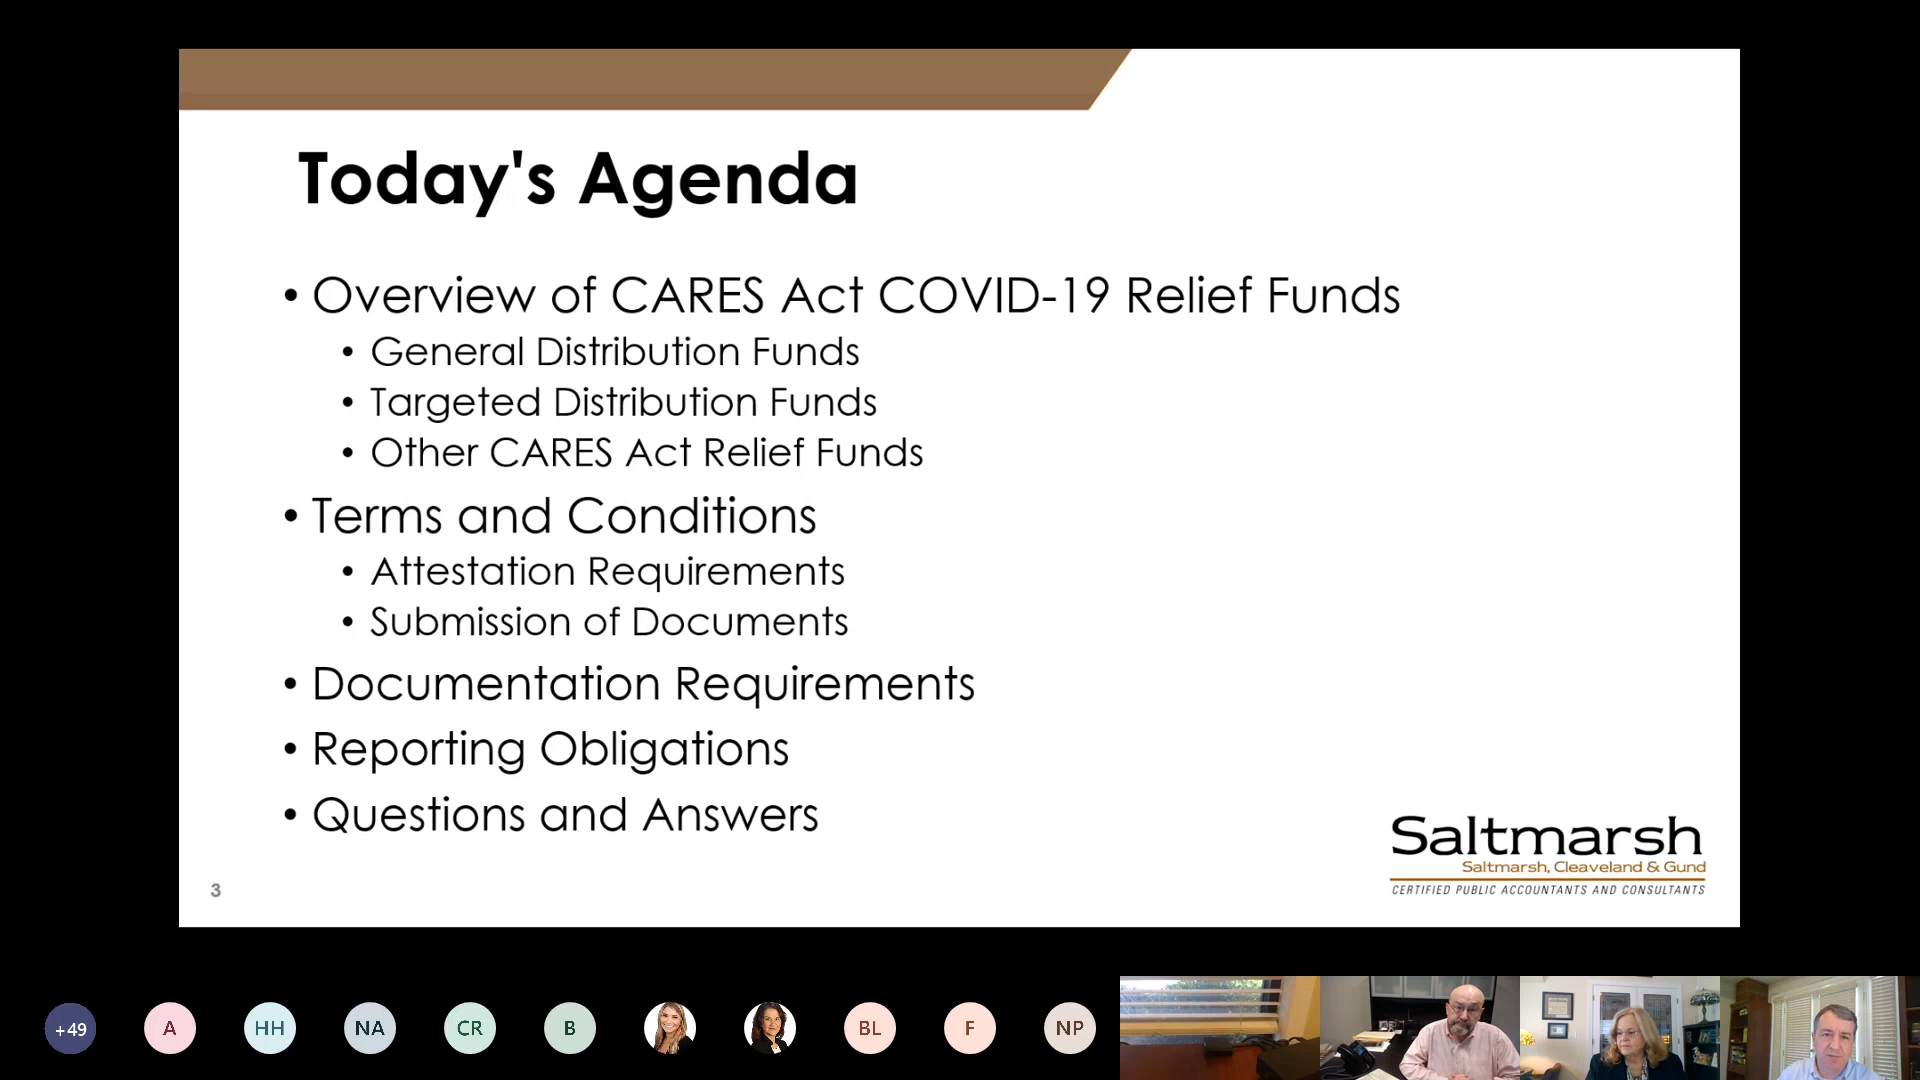 Today's Agenda
• Overview of CARES Act COVID-19 Relief Funds
• General Distribution Funds
• Targeted Distribution Funds
• Other CARES Act Relief Funds
• Terms and Conditions
• Attestation Requirements
• Submission of Documents
• Documentation Requirements
• Reporting Obligations
• Questions and Answers
3
Saltmarsh
Saltmarsh, Cleaveland & Gund
CERTIFIED PUBLIC ACCOUNTANTS AND CONSULTANTS
+49 A HH NA CR B BL F NP